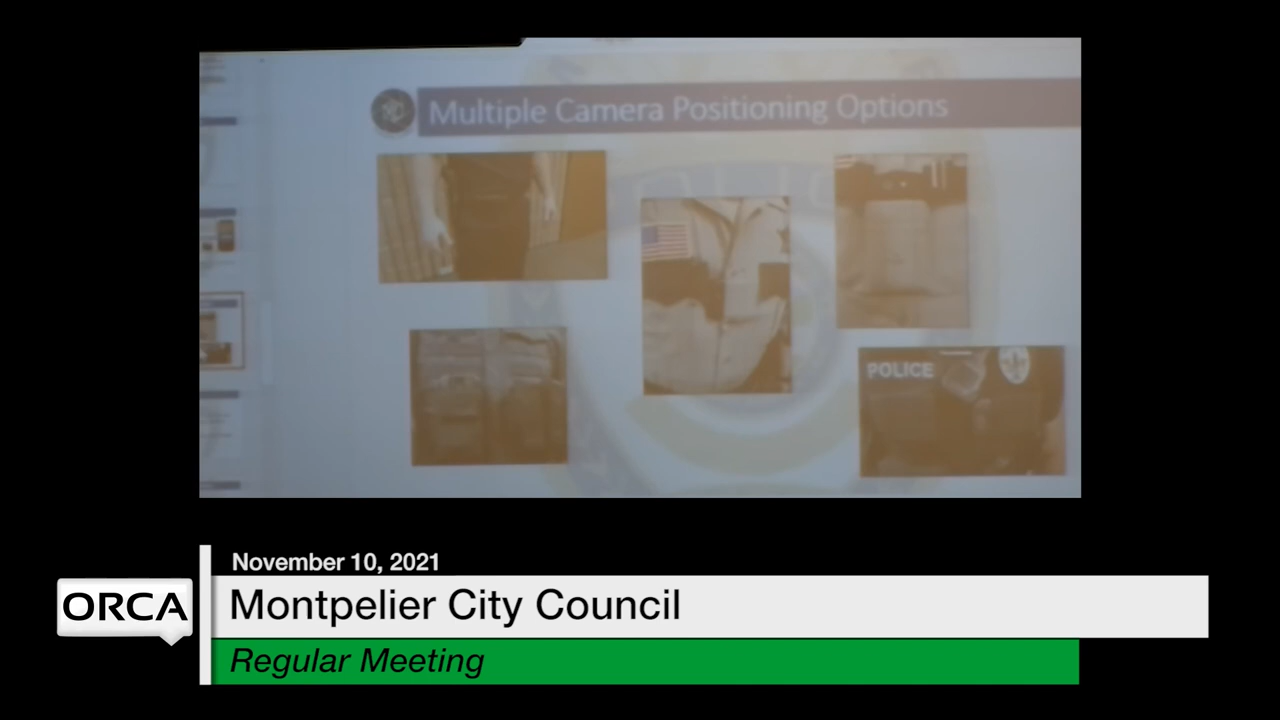 Multiple Camera Positioning Options
POLICE
November 10, 2021
ORCA
Montpelier City Council
Regular Meeting